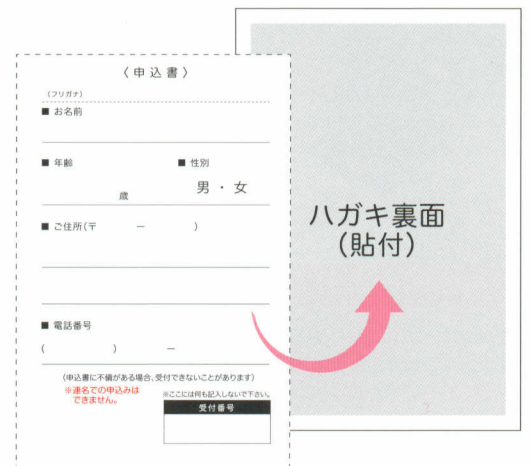 〈申込書〉
(フリガナ)
■ お名前
■ 年齢 ■ 性別
歳 男・女
■ ご住所(〒 − )
■ 電話番号
( ) −
(申込書に不備がある場合、受付できないことがあります)
※連名での申込みは
できません。
※ここには何も記入しないで下さい。
受付番号
ハガキ裏面
(貼付)